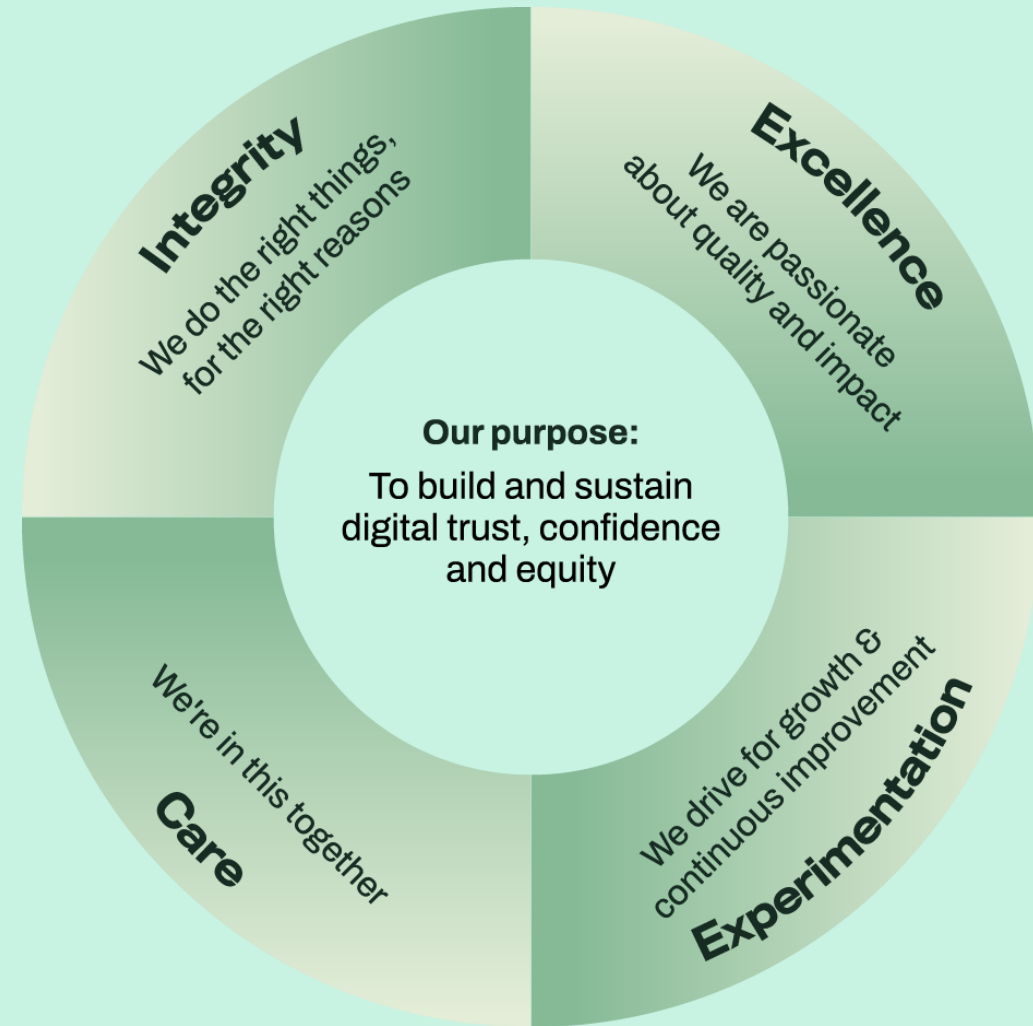 Integrity
We do the right things,
for the right reasons
Excellence
We are passionate
about quality and impact
Our purpose:
To build and sustain
digital trust, confidence
and equity
We're in this together
Care
We drive for growth &
continuous improvement
Experimentation